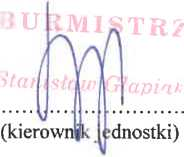 BURMISTRZ
Stanisław Glapiak
(kierownik jednostki)